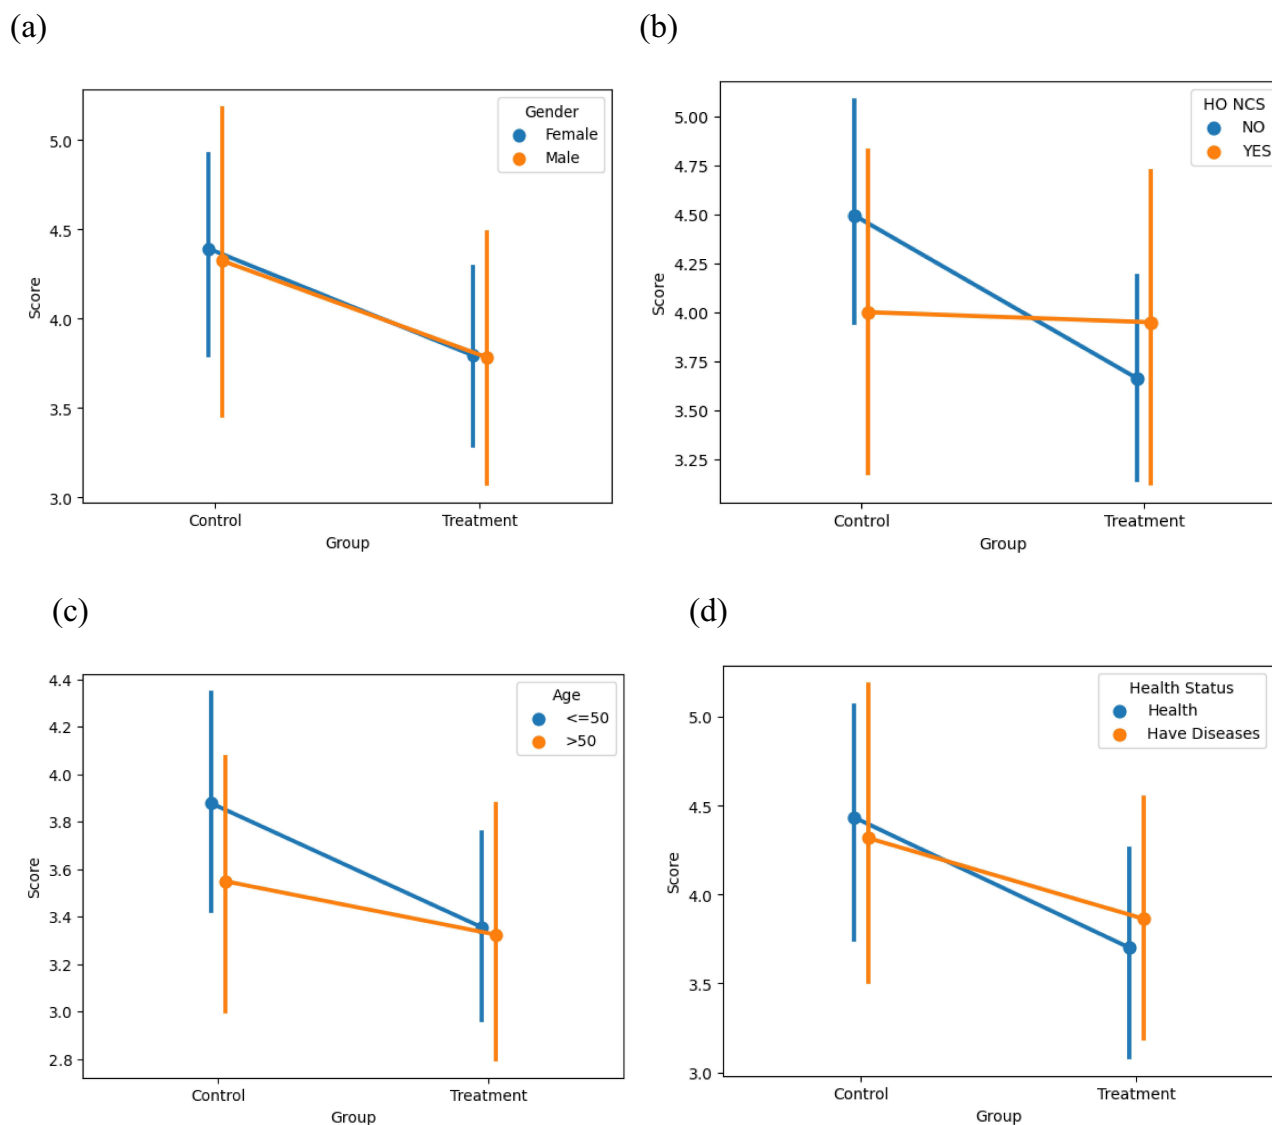 (a)
(b)
Gender
Female
Male
5.0
4.5
4.0
3.5
3.0
Score
Control
Treatment
Group
HO NCS
NO
YES
5.00
4.75
4.50
4.25
4.00
3.75
3.50
3.25
Score
Control
Treatment
Group
(c)
(d)
Age
<=50
>50
4.4
4.2
4.0
3.8
3.6
3.4
3.2
3.0
2.8
Score
Control
Treatment
Group
Health Status
Health
Have Diseases
5.0
4.5
4.0
3.5
3.0
Score
Control
Treatment
Group